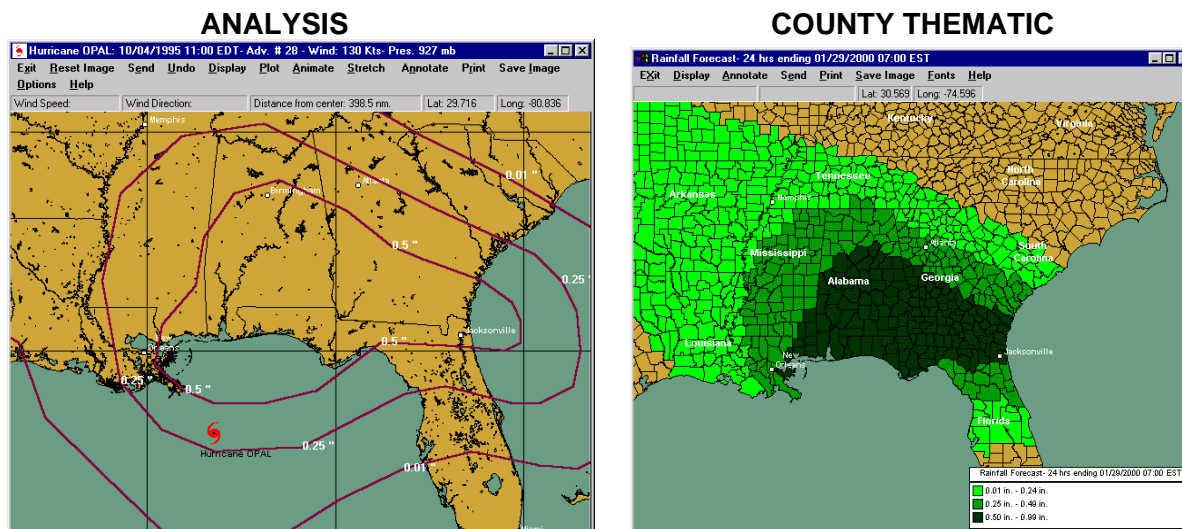 ANALYSIS
Hurricane OPAL: 10/04/1995 11:00 EDT- Adv. # 28 - Wind: 130 Kts- Pres. 927 mb
Exit Reset Image Send Undo Display Plot Animate Stretch Annotate Print Save Image
Options Help
Wind Speed: Wind Direction: Distance from center: 398.5 nm. Lat: 29.716 Long: -80.836
Memphis
0.01 "
Atlanta
Birmingham
0.5 "
0.25 "
Jacksonville
New
Orleans
0.5 "
0.25 "
0.5 "
0.25 "
Hurricane OPAL
0.01 "
Miami
COUNTY THEMATIC
Rainfall Forecast- 24 hrs ending 01/29/2000 07:00 EST
EXit Display Annotate Send Print Save Image Fonts Help
Lat: 30.569 Long: -74.596
Kentucky
Virginia
Tennessee
North
Carolina
Arkansas
Memphis
Atlanta
South
Carolina
Mississippi
Georgia
Alabama
Louisiana
New
Orleans
Jacksonville
Florida
Rainfall Forecast- 24 hrs ending 01/29/2000 07:00 EST
0.01 in. - 0.24 in.
0.25 in. - 0.49 in.
0.50 in. - 0.99 in.